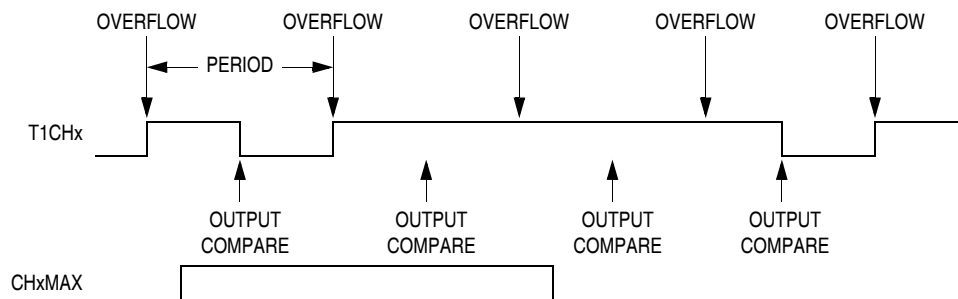 OVERFLOW OVERFLOW OVERFLOW OVERFLOW OVERFLOW
PERIOD
T1CHx
OUTPUT OUTPUT OUTPUT OUTPUT
COMPARE COMPARE COMPARE COMPARE
CHxMAX